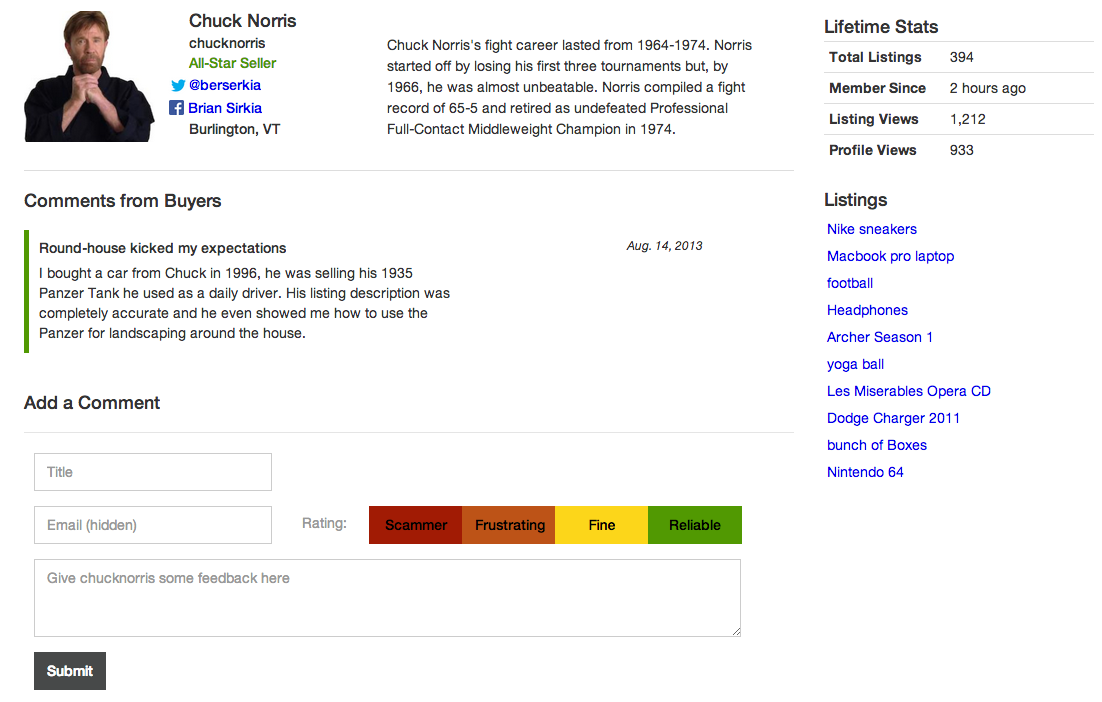 Chuck Norris
chucknorris
All-Star Seller
@berserkia
Brian Sirkia
Burlington, VT
Chuck Norris's fight career lasted from 1964-1974. Norris
started off by losing his first three tournaments but, by
1966, he was almost unbeatable. Norris compiled a fight
record of 65-5 and retired as undefeated Professional
Full-Contact Middleweight Champion in 1974.
Comments from Buyers
Round-house kicked my expectations
Aug. 14, 2013
I bought a car from Chuck in 1996, he was selling his 1935
Panzer Tank he used as a daily driver. His listing description was
completely accurate and he even showed me how to use the
Panzer for landscaping around the house.
Add a Comment
Title
Email (hidden)
Rating:
Scammer
Frustrating
Fine
Reliable
Give chucknorris some feedback here
Submit
Lifetime Stats
Total Listings 394
Member Since 2 hours ago
Listing Views 1,212
Profile Views 933
Listings
Nike sneakers
Macbook pro laptop
football
Headphones
Archer Season 1
yoga ball
Les Miserables Opera CD
Dodge Charger 2011
bunch of Boxes
Nintendo 64